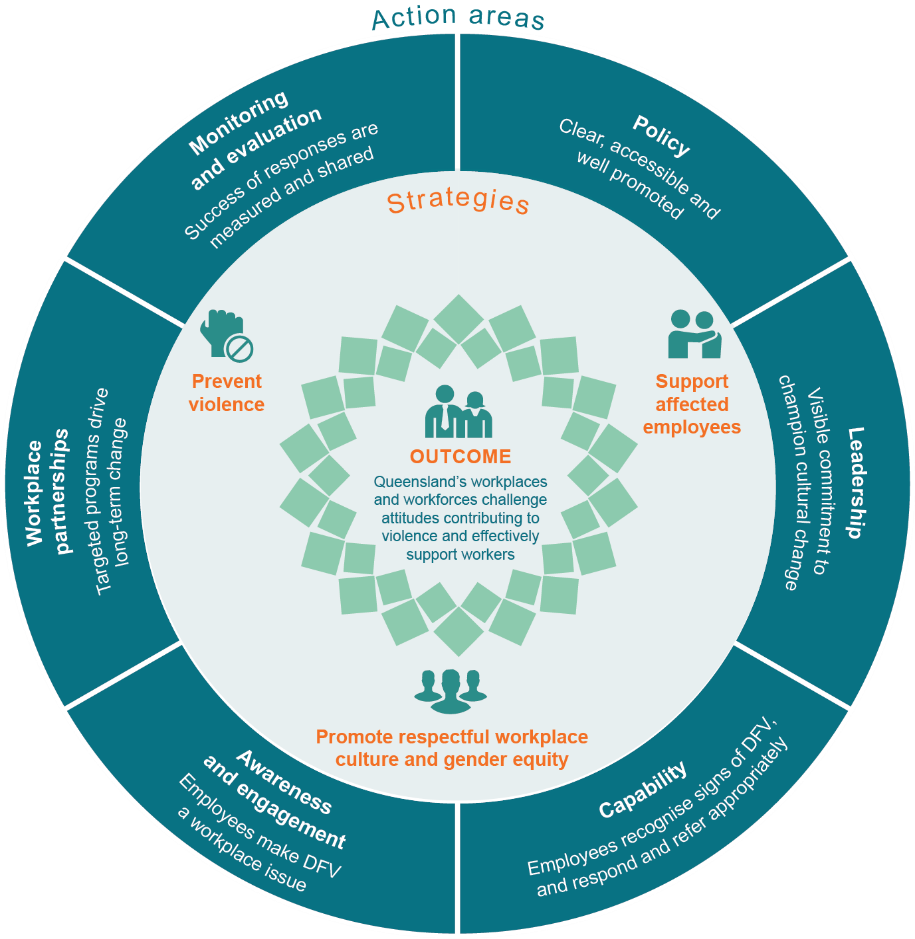 Action areas
Policy
Clear, accessible and
well promoted
Leadership
Visible commitment to
champion cultural change
Capability
Employees recognise signs of DFV,
and respond and refer appropriately
Awareness
and engagement
Employees make DFV
a workplace issue
Workplace
partnerships
Targeted programs drive
long-term change
Monitoring
and evaluation
Success of responses are
measured and shared
Strategies
Prevent
violence
Support
affected
employees
Promote respectful workplace
culture and gender equity
OUTCOME
Queensland’s workplaces
and workforces challenge
attitudes contributing to
violence and effectively
support workers